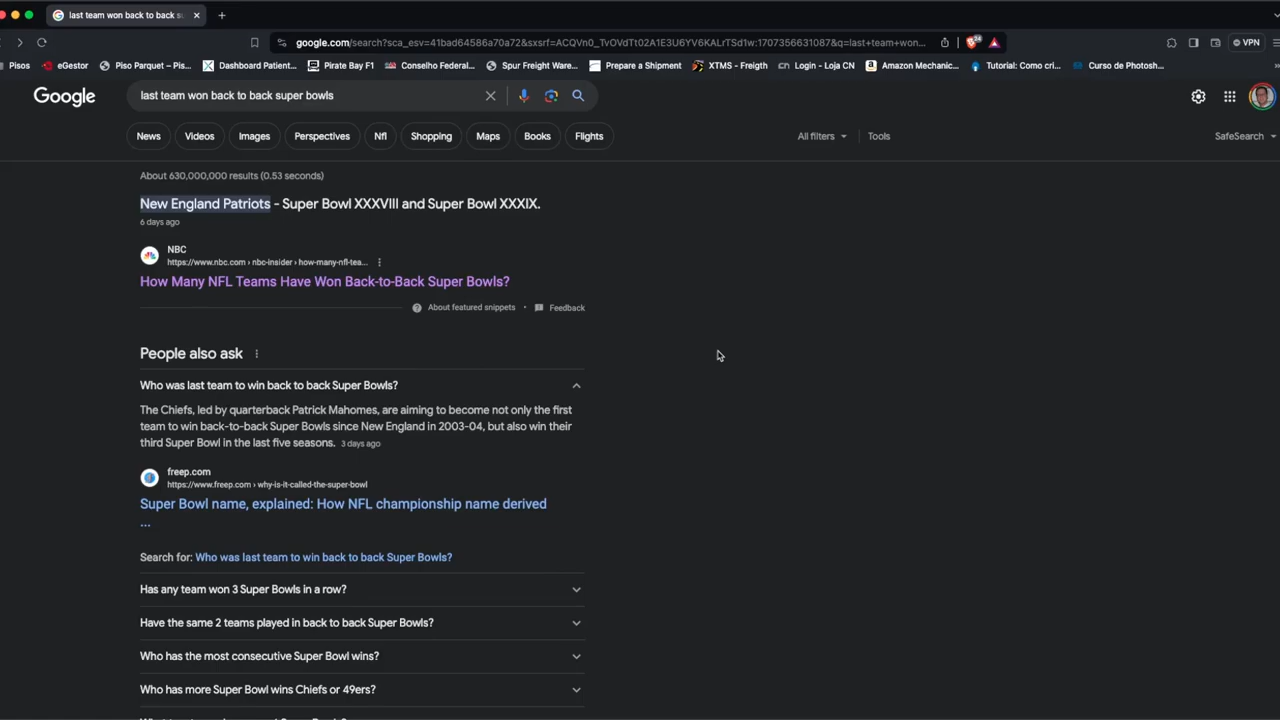 last team won back to back su
google.com/search?sca_esv=41bad64586a70a72&sxsrf=ACQVn0_TvOVdTt02A1E3U6YV6KALrTSd1w:1707356631087&q=last+team+won...
24
VPN
Pisos
eGestor
Piso Parquet – Pis...
Dashboard Patient...
Pirate Bay F1
Conselho Federal...
Spur Freight Ware...
Prepare a Shipment
XTMS - Freigth
Login - Loja CN
Amazon Mechanic...
Tutorial: Como cri...
Curso de Photosh...
Google
last team won back to back super bowls
News
Videos
Images
Perspectives
Nfl
Shopping
Maps
Books
Flights
All filters
Tools
SafeSearch
About 630,000,000 results (0.53 seconds)
New England Patriots - Super Bowl XXXVIII and Super Bowl XXXIX.
6 days ago
NBC
https://www.nbc.com › nbc-insider › how-many-nfl-tea...
How Many NFL Teams Have Won Back-to-Back Super Bowls?
About featured snippets • Feedback
People also ask
Who was last team to win back to back Super Bowls?
The Chiefs, led by quarterback Patrick Mahomes, are aiming to become not only the first
team to win back-to-back Super Bowls since New England in 2003-04, but also win their
third Super Bowl in the last five seasons. 3 days ago
freep.com
https://www.freep.com › why-is-it-called-the-super-bowl
Super Bowl name, explained: How NFL championship name derived
...
Search for: Who was last team to win back to back Super Bowls?
Has any team won 3 Super Bowls in a row?
Have the same 2 teams played in back to back Super Bowls?
Who has the most consecutive Super Bowl wins?
Who has more Super Bowl wins Chiefs or 49ers?